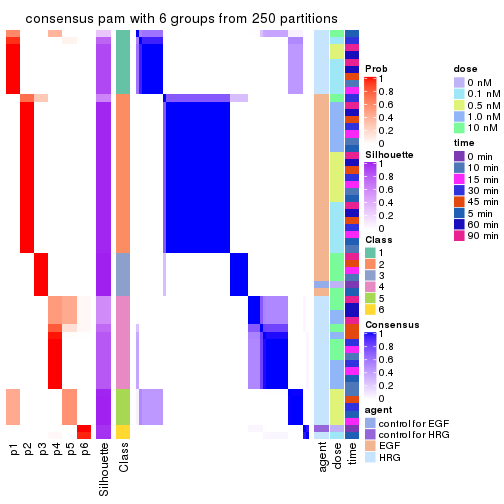 consensus pam with 6 groups from 250 partitions
Prob
1
0.8
0.6
0.4
0.2
0
Silhouette
1
0.8
0.6
0.4
0.2
0
Class
1
2
3
4
5
6
Consensus
1
0.8
0.6
0.4
0.2
0
agent
control for EGF
control for HRG
EGF
HRG
dose
0 nM
0.1 nM
0.5 nM
1.0 nM
10 nM
time
0 min
10 min
15 min
30 min
45 min
5 min
60 min
90 min
p1
p2
p3
p4
p5
p6
Silhouette
Class
agent
dose
time